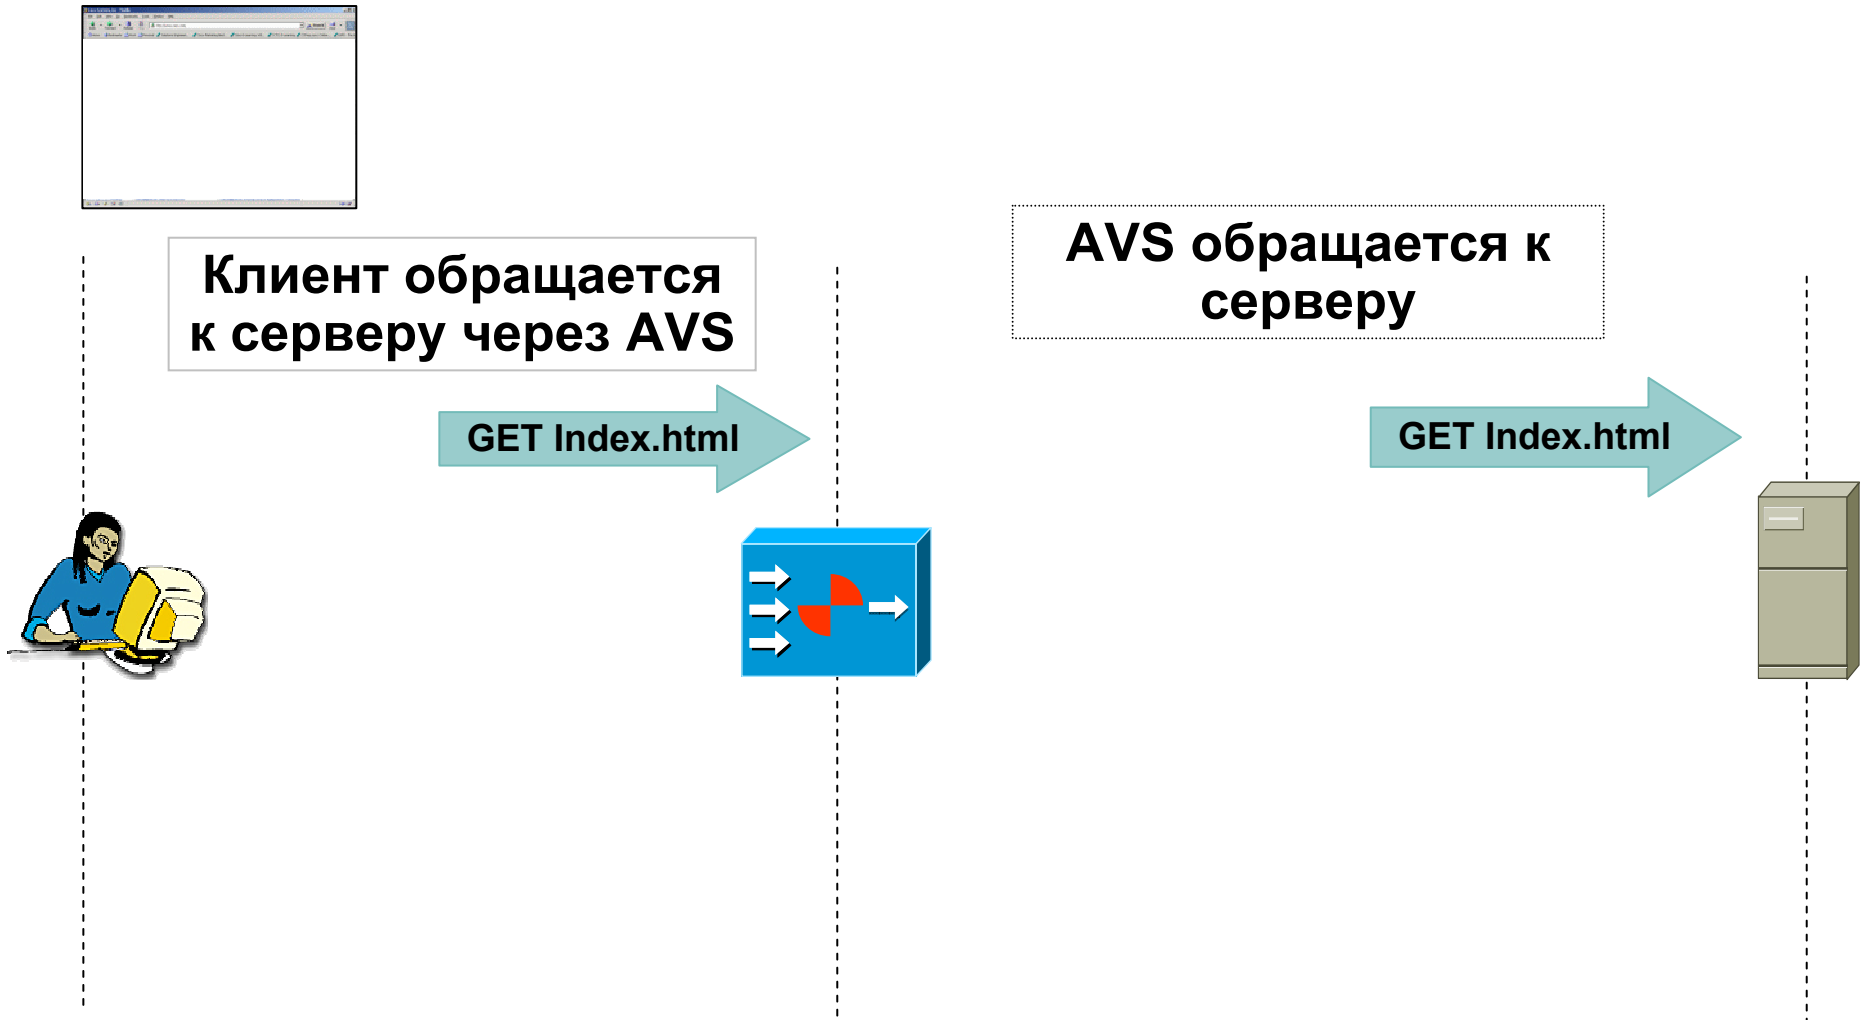 Клиент обращается
к серверу через AVS
AVS обращается к
серверу
GET Index.html
GET Index.html